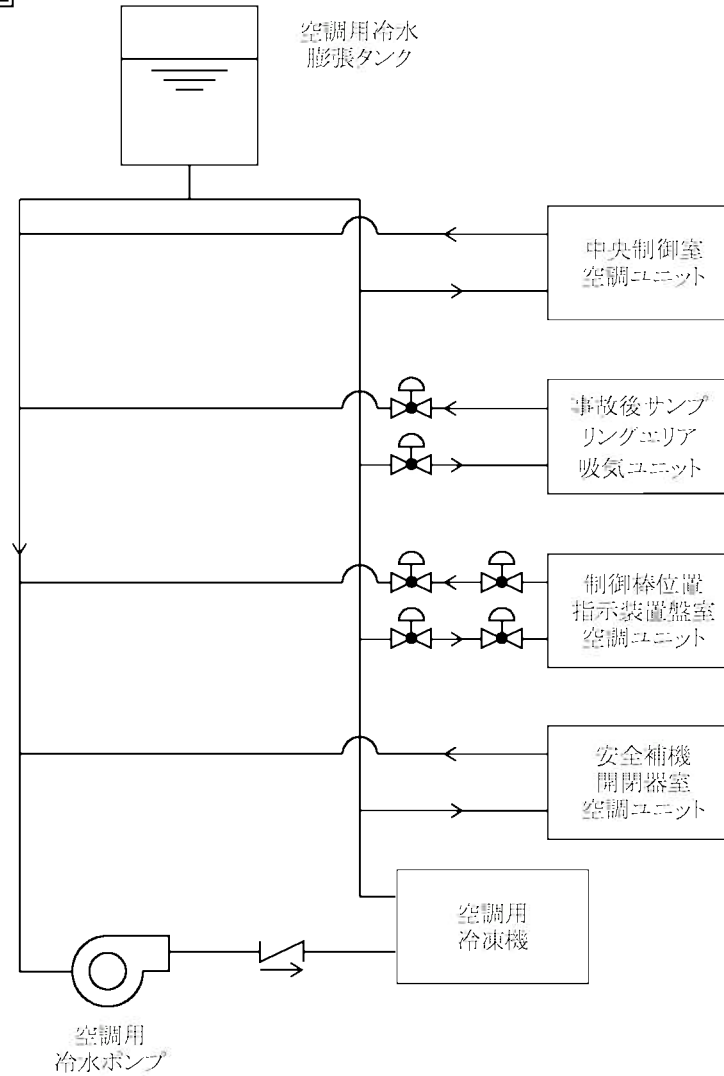 空調用冷水
膨張タンク
中央制御室
空調ユニット
事故後サンプ
リングエリア
吸気ユニット
制御棒位置
指示装置盤室
空調ユニット
安全補機
開閉器室
空調ユニット
空調用
冷凍機
空調用
冷水ポンプ